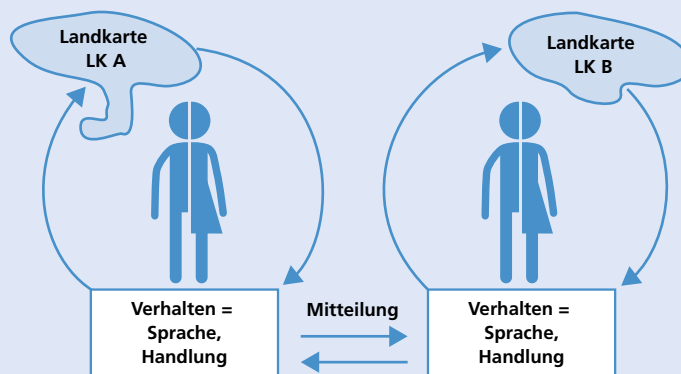 Landkarte
LK A
Landkarte
LK B
Verhalten =
Sprache,
Handlung
Mitteilung
Verhalten =
Sprache,
Handlung